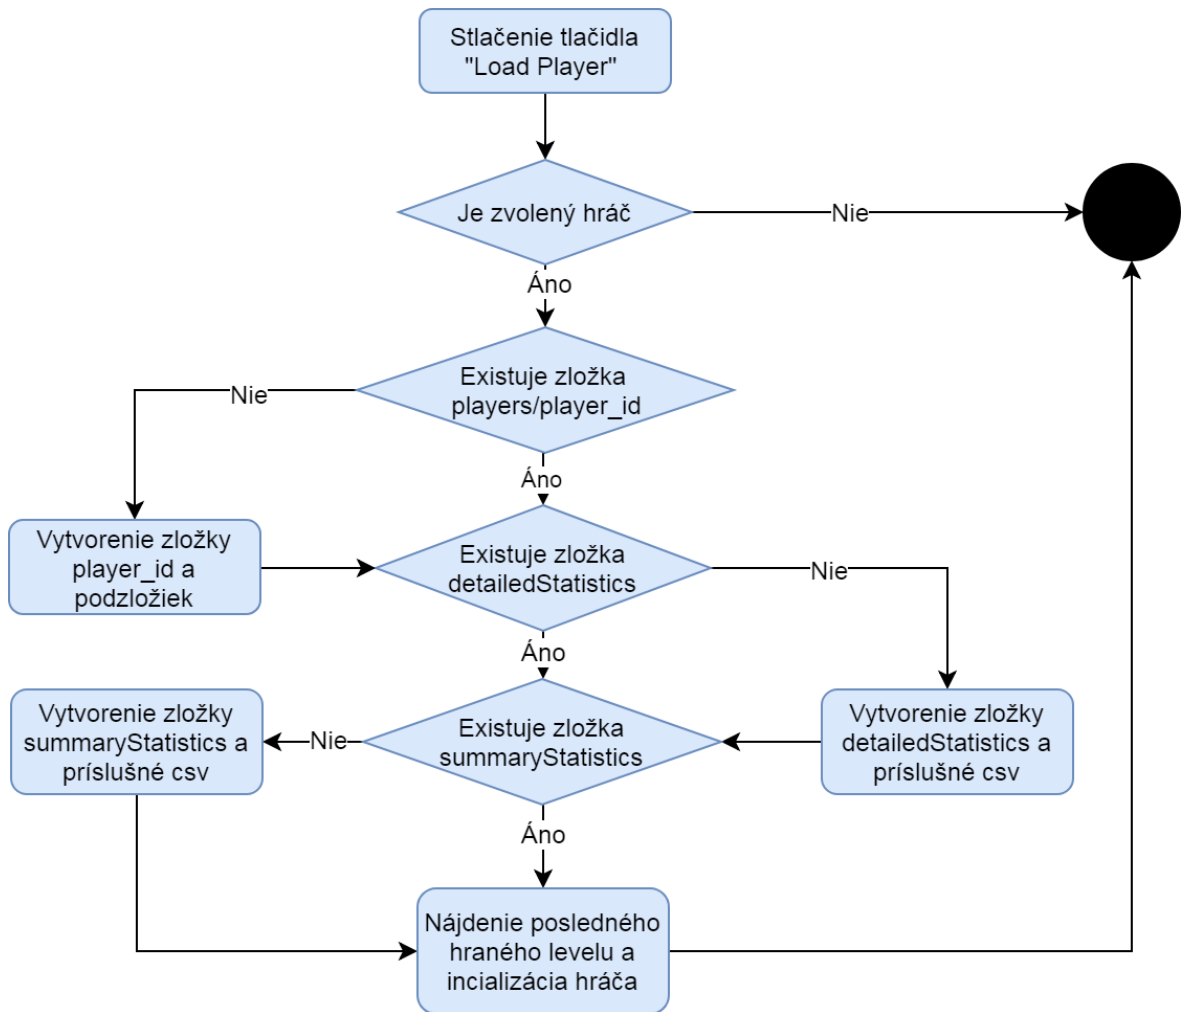 Stlačenie tlačidla
"Load Player"
Je zvolený hráč
Nie
Áno
Existuje zložka
players/player_id
Nie
Áno
Vytvorenie zložky
player_id a
podzložiek
Existuje zložka
detailedStatistics
Nie
Áno
Vytvorenie zložky
summaryStatistics a
príslušné csv
Nie
Existuje zložka
summaryStatistics
Vytvorenie zložky
detailedStatistics a
príslušné csv
Áno
Nájdenie posledného
hraného levelu a
incializácia hráča